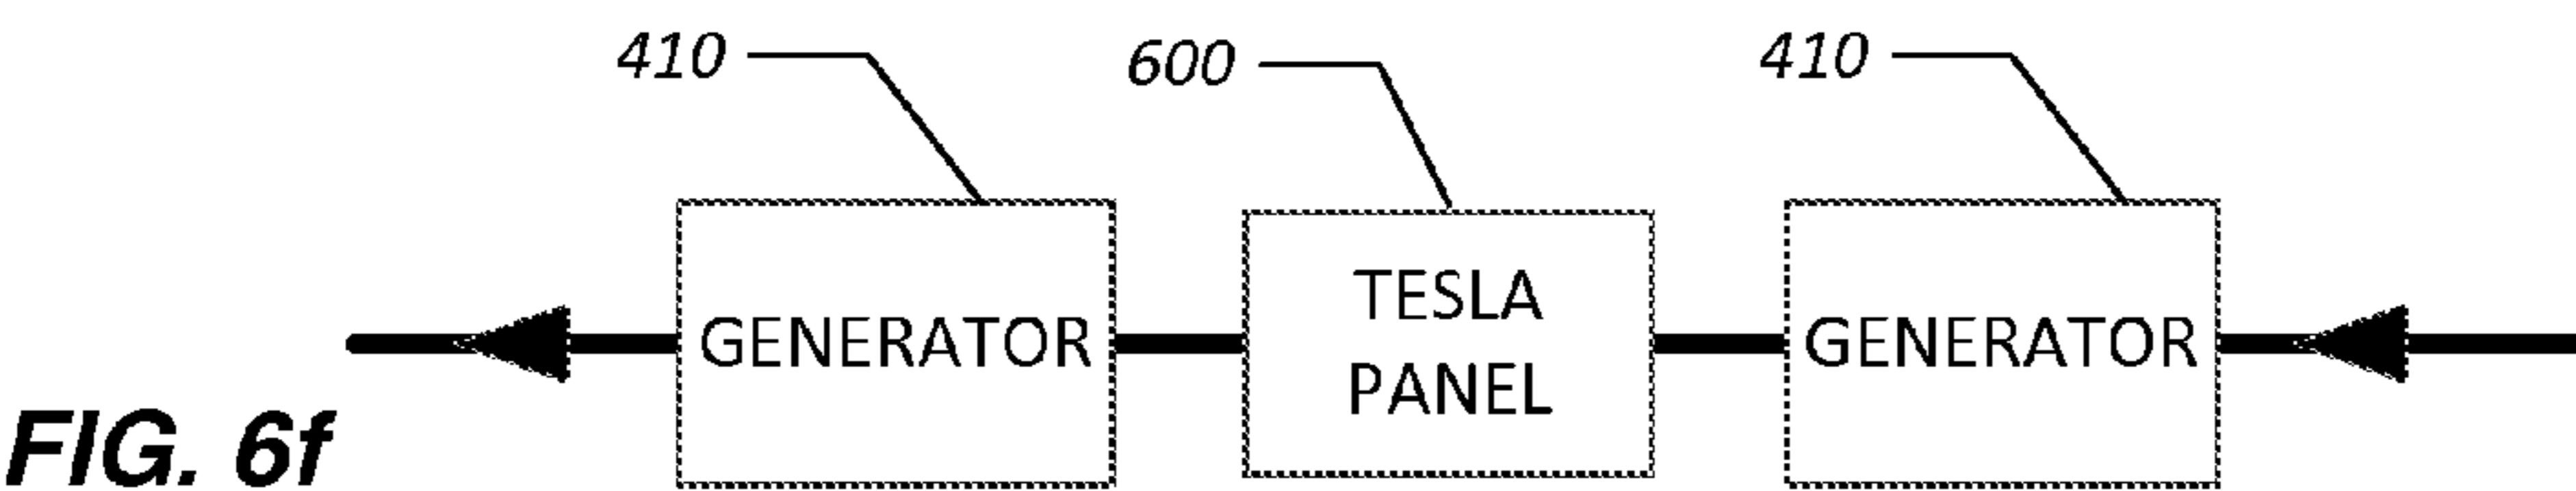 410
600
410
GENERATOR
TESLA
PANEL
GENERATOR
FIG. 6f